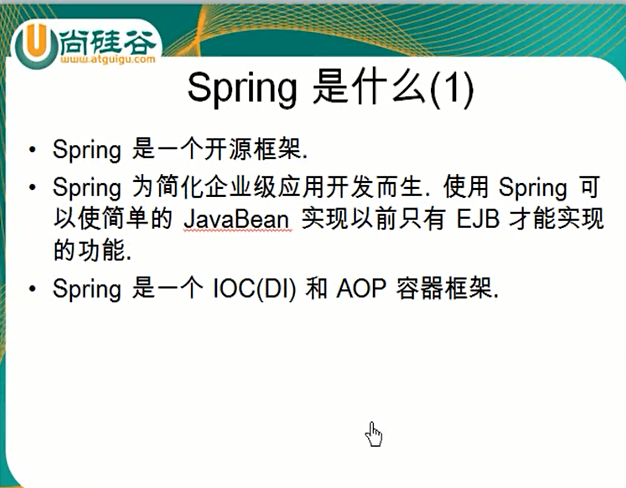 尚硅谷
www.atguigu.com
Spring 是什么(1)
• Spring 是一个开源框架.
• Spring 为简化企业级应用开发而生. 使用 Spring 可
以使简单的 JavaBean 实现以前只有 EJB 才能实现
的功能.
• Spring 是一个 IOC(DI) 和 AOP 容器框架.